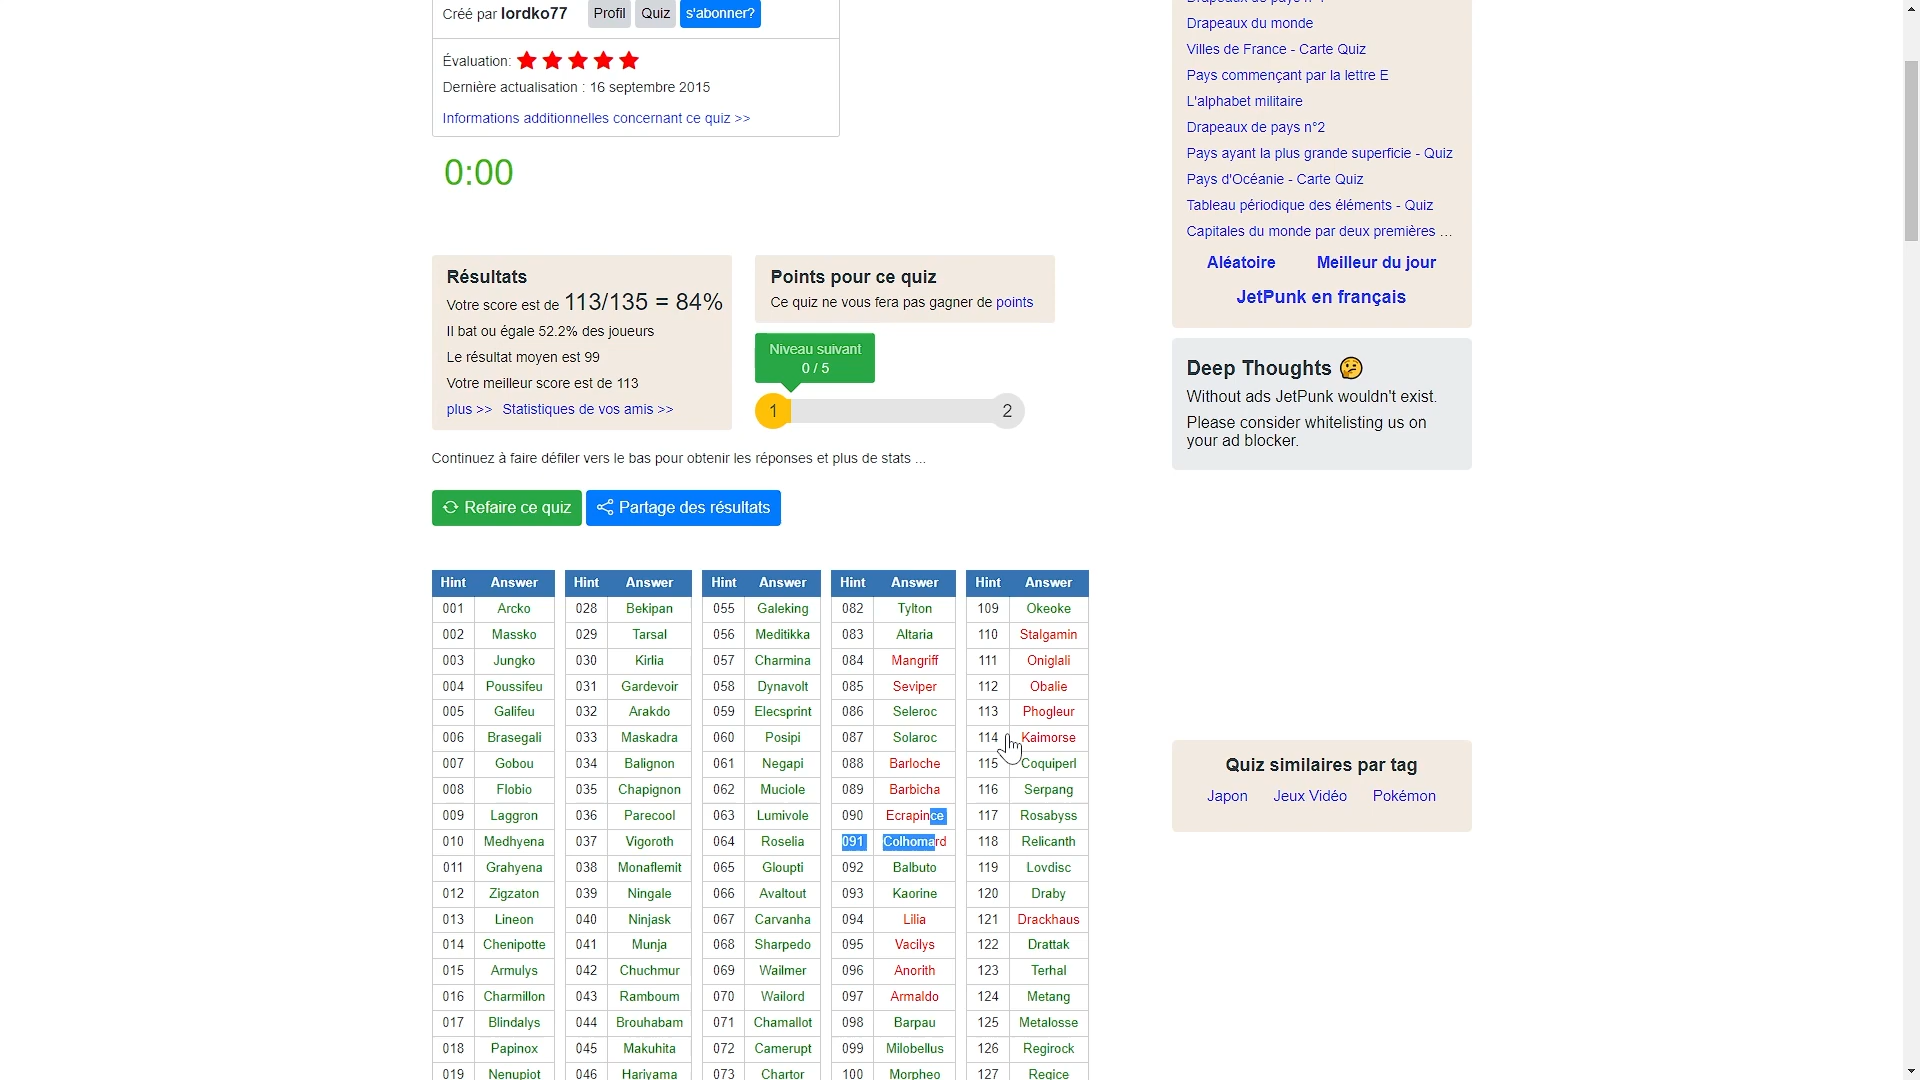 Créé par lordko77 Profil Quiz s'abonner?
Évaluation:
Dernière actualisation : 16 septembre 2015
Informations additionnelles concernant ce quiz >>
0:00
Résultats
Votre score est de 113/135 = 84%
Il bat ou égale 52.2% des joueurs
Le résultat moyen est 99
Votre meilleur score est de 113
plus >> Statistiques de vos amis >>
Points pour ce quiz
Ce quiz ne vous fera pas gagner de points
Niveau suivant
0 / 5
1 2
Continuez à faire défiler vers le bas pour obtenir les réponses et plus de stats ...
Refaire ce quiz Partage des résultats
Hint Answer Hint Answer Hint Answer Hint Answer Hint Answer
001 Arcko 028 Bekipan 055 Galeking 082 Tylton 109 Okeoke
002 Massko 029 Tarsal 056 Meditikka 083 Altaria 110 Stalgamin
003 Jungko 030 Kirlia 057 Charmina 084 Mangriff 111 Oniglali
004 Poussifeu 031 Gardevoir 058 Dynavolt 085 Seviper 112 Obalie
005 Galifeu 032 Arakdo 059 Elecsprint 086 Seleroc 113 Phogleur
006 Brasegali 033 Maskadra 060 Posipi 087 Solaroc 114 Kaimorse
007 Gobou 034 Balignon 061 Negapi 088 Barloche 115 Coquiperl
008 Flobio 035 Chapignon 062 Muciole 089 Barbicha 116 Serpang
009 Laggron 036 Parecool 063 Lumivole 090 Ecrapince 117 Rosabyss
010 Medhyena 037 Vigoroth 064 Roselia 091 Colhomard 118 Relicanth
011 Grahyena 038 Monaflemit 065 Gloupti 092 Balbuto 119 Lovdisc
012 Zigzaton 039 Ningale 066 Avaltout 093 Kaorine 120 Draby
013 Lineon 040 Ninjask 067 Carvanha 094 Lilia 121 Drackhaus
014 Chenipotte 041 Munja 068 Sharpedo 095 Vacilys 122 Drattak
015 Armulys 042 Chuchmur 069 Wailmer 096 Anorith 123 Terhal
016 Charmillon 043 Ramboum 070 Wailord 097 Armaldo 124 Metang
017 Blindalys 044 Brouhabam 071 Chamallot 098 Barpau 125 Metalosse
018 Papinox 045 Makuhita 072 Camerupt 099 Milobellus 126 Regirock
019 Nenupiot 046 Hariyama 073 Chartor 100 Morpheo 127 Regice
Drapeaux du monde
Villes de France - Carte Quiz
Pays commençant par la lettre E
L'alphabet militaire
Drapeaux de pays n°2
Pays ayant la plus grande superficie - Quiz
Pays d'Océanie - Carte Quiz
Tableau périodique des éléments - Quiz
Capitales du monde par deux premières ...
Aléatoire Meilleur du jour
JetPunk en français
Deep Thoughts
Without ads JetPunk wouldn't exist.
Please consider whitelisting us on
your ad blocker.
Quiz similaires par tag
Japon Jeux Vidéo Pokémon